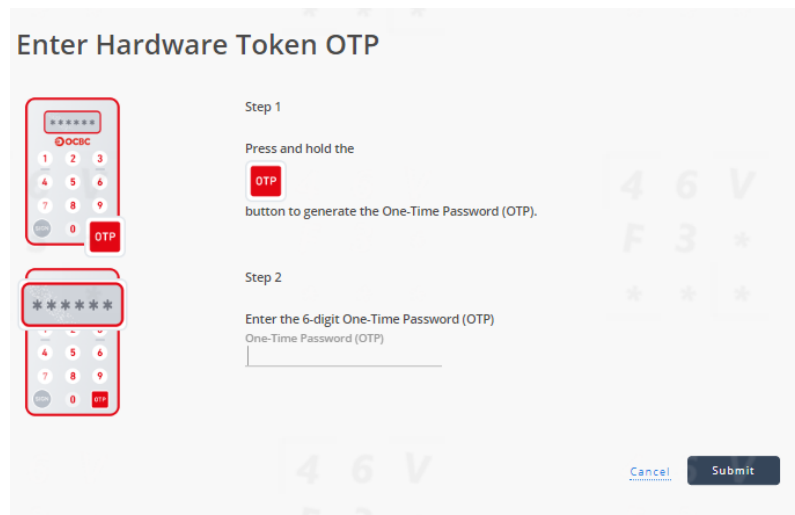 Enter Hardware Token OTP
******
OCBC
1 2 3
4 5 6
7 8 9
SIGN 0 OTP
Step 1
Press and hold the
OTP
button to generate the One-Time Password (OTP).
******
4 5 6
7 8 9
SIGN 0 OTP
Step 2
Enter the 6-digit One-Time Password (OTP)
One-Time Password (OTP)
4 6 V
F 3 *
* * *
4 6 V
Cancel
Submit